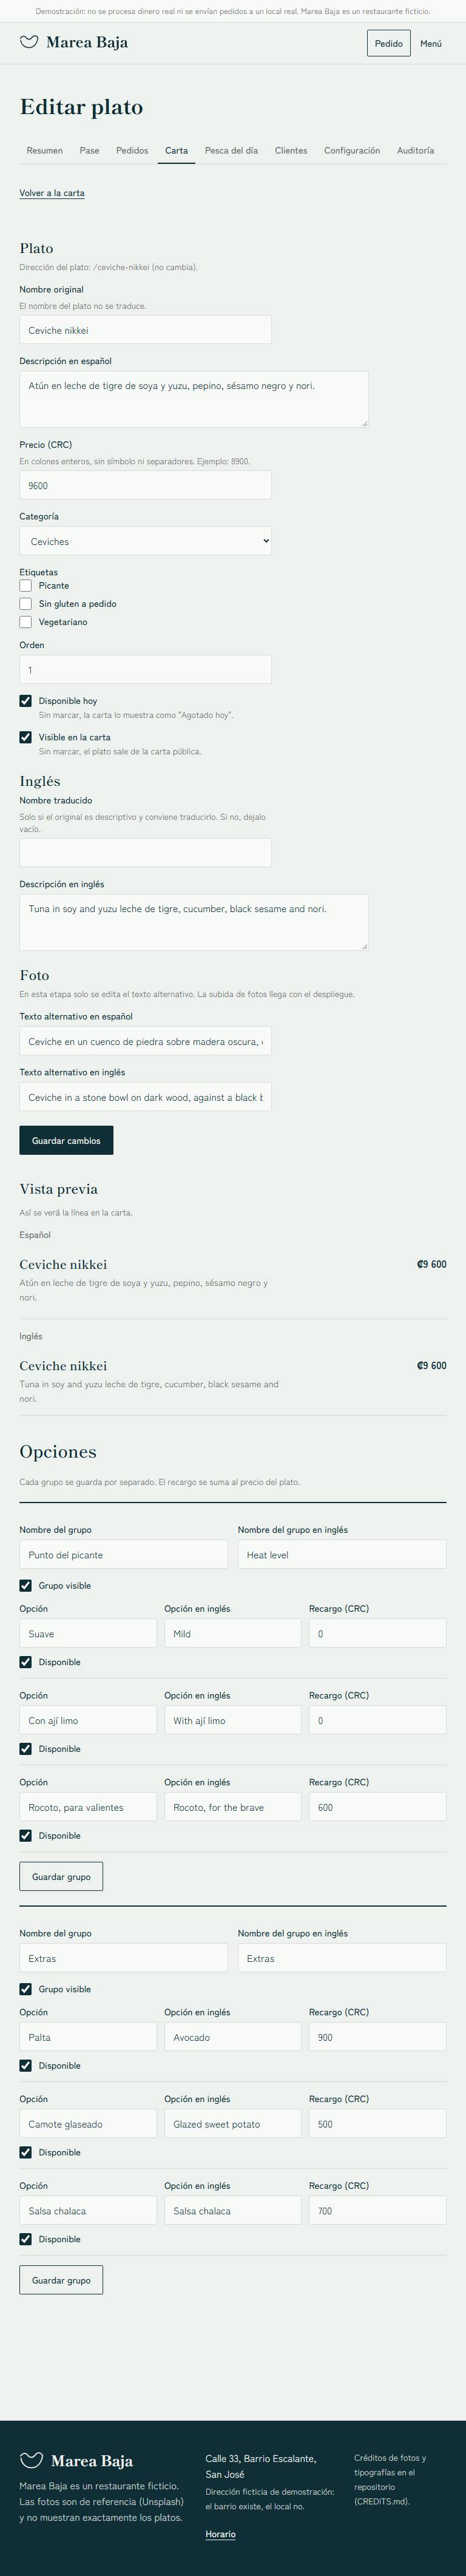 Demostración: no se procesa dinero real ni se envían pedidos a un local real. Marea Baja es un restaurante ficticio.
Marea Baja
Pedido
Menú
Editar plato
Resumen
Pase
Pedidos
Carta
Pesca del día
Clientes
Configuración
Auditoría
Volver a la carta
Plato
Dirección del plato: /ceviche-nikkei (no cambia).
Nombre original
El nombre del plato no se traduce.
Ceviche nikkei
Descripción en español
Atún en leche de tigre de soya y yuzu, pepino, sésamo negro y nori.
Precio (CRC)
En colones enteros, sin símbolo ni separadores. Ejemplo: 8900.
9600
Categoría
Ceviches
Etiquetas
Picante
Sin gluten a pedido
Vegetariano
Orden
1
Disponible hoy
Sin marcar, la carta lo muestra como "Agotado hoy".
Visible en la carta
Sin marcar, el plato sale de la carta pública.
Inglés
Nombre traducido
Solo si el original es descriptivo y conviene traducirlo. Si no, dejalo
vacío.
Descripción en inglés
Tuna in soy and yuzu leche de tigre, cucumber, black sesame and nori.
Foto
En esta etapa solo se edita el texto alternativo. La subida de fotos llega con el despliegue.
Texto alternativo en español
Ceviche en un cuenco de piedra sobre madera oscura,
Texto alternativo en inglés
Ceviche in a stone bowl on dark wood, against a black
Guardar cambios
Vista previa
Así se verá la línea en la carta.
Español
Ceviche nikkei
₡9 600
Atún en leche de tigre de soya y yuzu, pepino, sésamo negro y
nori.
Inglés
Ceviche nikkei
₡9 600
Tuna in soy and yuzu leche de tigre, cucumber, black sesame and
nori.
Opciones
Cada grupo se guarda por separado. El recargo se suma al precio del plato.
Nombre del grupo
Nombre del grupo en inglés
Punto del picante
Heat level
Grupo visible
Opción
Opción en inglés
Recargo (CRC)
Suave
Mild
0
Disponible
Opción
Opción en inglés
Recargo (CRC)
Con ají limo
With ají limo
0
Disponible
Opción
Opción en inglés
Recargo (CRC)
Rocoto, para valientes
Rocoto, for the brave
600
Disponible
Guardar grupo
Nombre del grupo
Nombre del grupo en inglés
Extras
Extras
Grupo visible
Opción
Opción en inglés
Recargo (CRC)
Palta
Avocado
900
Disponible
Opción
Opción en inglés
Recargo (CRC)
Camote glaseado
Glazed sweet potato
500
Disponible
Opción
Opción en inglés
Recargo (CRC)
Salsa chalaca
Salsa chalaca
700
Disponible
Guardar grupo
Marea Baja
Marea Baja es un restaurante ficticio.
Las fotos son de referencia (Unsplash)
y no muestran exactamente los platos.
Calle 33, Barrio Escalante,
San José
Dirección ficticia de demostración:
el barrio existe, el local no.
Horario
Créditos de fotos y
tipografías en el
repositorio
(CREDITS.md).